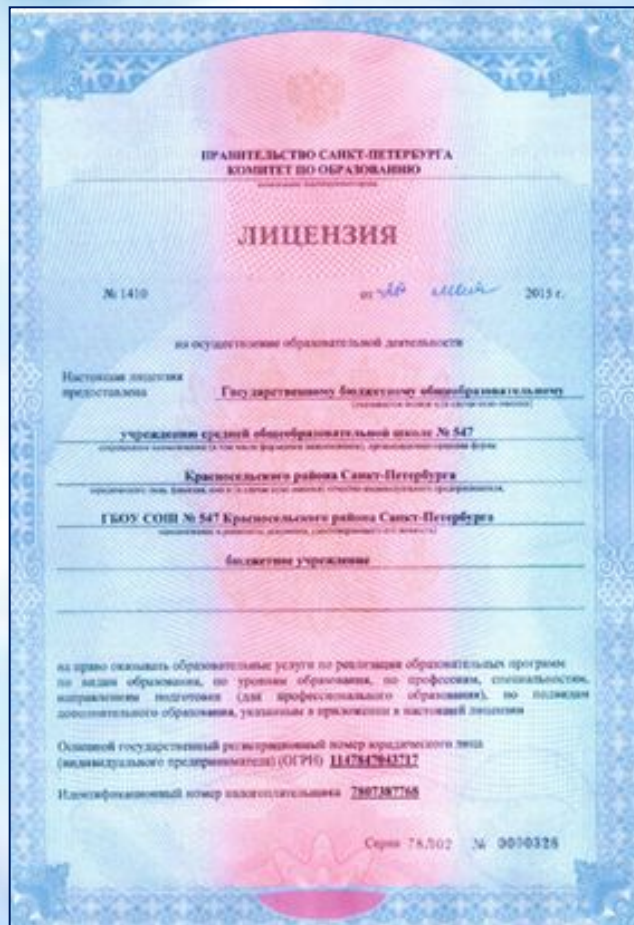 ПРАВИТЕЛЬСТВО САНКТ-ПЕТЕРБУРГА
КОМИТЕТ ПО ОБРАЗОВАНИЮ
ЛИЦЕНЗИЯ
№ 1410 от 2015 г.
на осуществление образовательной деятельности
Настоящая лицензия
предоставлена Государственному бюджетному общеобразовательному
учреждению средней общеобразовательной школе № 547
Красносельского района Санкт-Петербурга
ГБОУ СОШ № 547 Красносельского района Санкт-Петербурга
бюджетное учреждение
на право оказывать образовательные услуги по реализации образовательных программ
по видам образования, по уровням образования, по профессиям, специальностям,
направлениям подготовки (для профессионального образования), по подвидам
дополнительного образования, указанным в приложении к настоящей лицензии
Основной государственный регистрационный номер юридического лица
(индивидуального предпринимателя) (ОГРН) 1147847043717
Идентификационный номер налогоплательщика 7807387768
Серия 78Л02 № 0000326